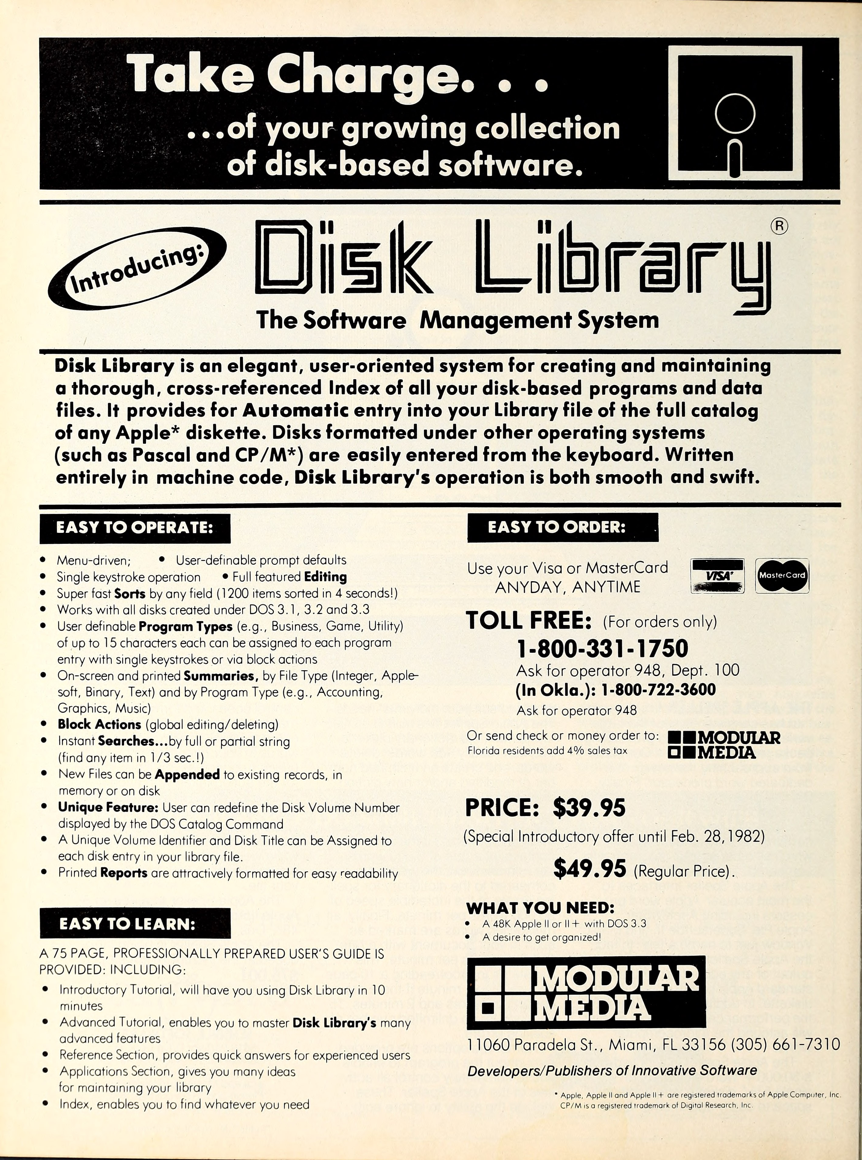 Take Charge. . .
...of your growing collection
of disk-based software.
Introducing:
Disk Library ®
The Software Management System
Disk Library is an elegant, user-oriented system for creating and maintaining
a thorough, cross-referenced Index of all your disk-based programs and data
files. It provides for Automatic entry into your Library file of the full catalog
of any Apple* diskette. Disks formatted under other operating systems
(such as Pascal and CP/M*) are easily entered from the keyboard. Written
entirely in machine code, Disk Library's operation is both smooth and swift.
EASY TO OPERATE:
• Menu-driven; • User-definable prompt defaults
• Single keystroke operation • Full featured Editing
• Super fast Sorts by any field (1200 items sorted in 4 seconds!)
• Works with all disks created under DOS 3.1, 3.2 and 3.3
• User definable Program Types (e.g., Business, Game, Utility)
of up to 15 characters each can be assigned to each program
entry with single keystrokes or via block actions
• On-screen and printed Summaries, by File Type (Integer, Apple-
soft, Binary, Text) and by Program Type (e.g., Accounting,
Graphics, Music)
• Block Actions (global editing/deleting)
• Instant Searches...by full or partial string
(find any item in 1/3 sec.!)
• New Files can be Appended to existing records, in
memory or on disk
• Unique Feature: User can redefine the Disk Volume Number
displayed by the DOS Catalog Command
• A Unique Volume Identifier and Disk Title can be Assigned to
each disk entry in your library file.
• Printed Reports are attractively formatted for easy readability
EASY TO LEARN:
A 75 PAGE, PROFESSIONALLY PREPARED USER'S GUIDE IS
PROVIDED: INCLUDING:
• Introductory Tutorial, will have you using Disk Library in 10
minutes
• Advanced Tutorial, enables you to master Disk Library's many
advanced features
• Reference Section, provides quick answers for experienced users
• Applications Section, gives you many ideas
for maintaining your library
• Index, enables you to find whatever you need
EASY TO ORDER:
Use your Visa or MasterCard
ANYDAY, ANYTIME
VISA
MasterCard
TOLL FREE: (For orders only)
1-800-331-1750
Ask for operator 948, Dept. 100
(In Okla.): 1-800-722-3600
Ask for operator 948
Or send check or money order to:
Florida residents add 4% sales tax
MODULAR
MEDIA
PRICE: $39.95
(Special Introductory offer until Feb. 28, 1982)
$49.95 (Regular Price).
WHAT YOU NEED:
• A 48K Apple II or II+ with DOS 3.3
• A desire to get organized!
MODULAR
MEDIA
11060 Paradela St., Miami, FL 33156 (305) 661-7310
Developers/Publishers of Innovative Software
* Apple, Apple II and Apple II+ are registered trademarks of Apple Computer, Inc.
CP/M is a registered trademark of Digital Research, Inc.